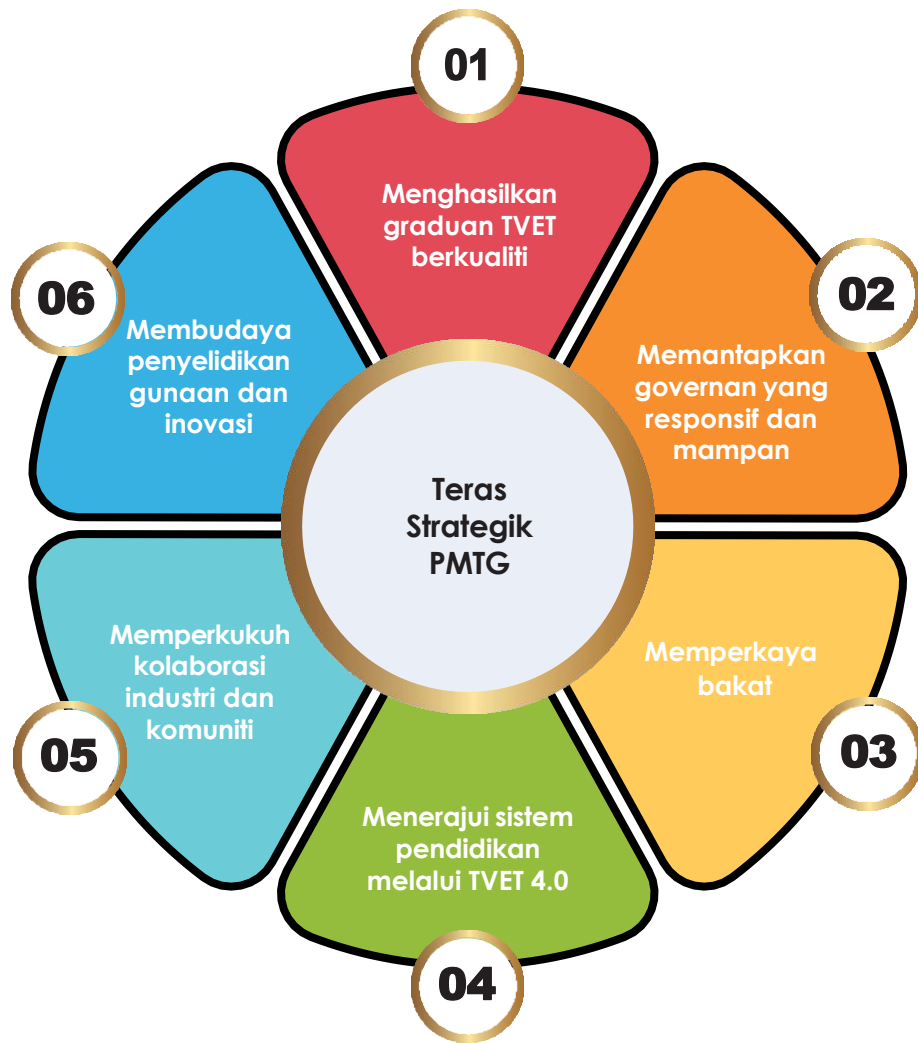 Teras
Strategik
PMTG
01
Menghasilkan
graduan TVET
berkualiti
02
Memantapkan
governan yang
responsif dan
mampan
03
Memperkaya
bakat
04
Menerajui sistem
pendidikan
melalui TVET 4.0
05
Memperkukuh
kolaborasi
industri dan
komuniti
06
Membudaya
penyelidikan
gunaan dan
inovasi